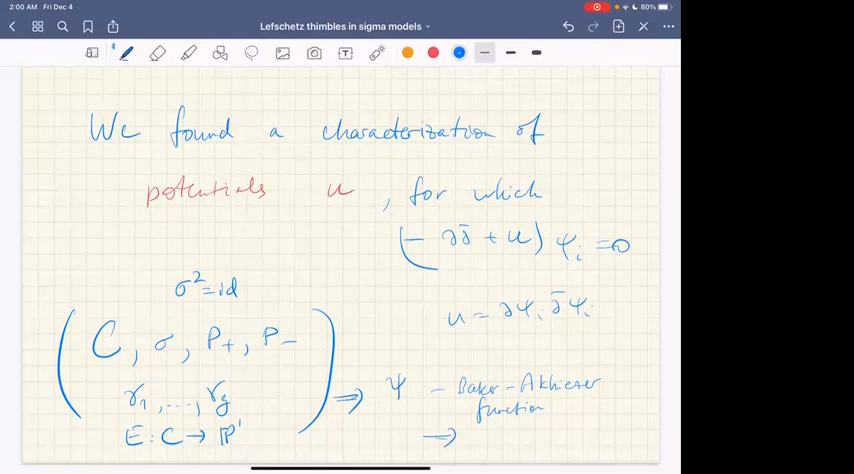 2:00 AM Fri Dec 4
80%
Lefschetz thimbles in sigma models
We found a characterization of
potentials u, for which
(- ∂∂̄ + u) ψᵢ = 0
σ² = id
u = ∂ψᵢ ∂̄ψᵢ
( C, σ, P₊, P₋
γ₁, ..., γg
E : C → P¹ )
⇒ ψ - Baker-Akhiezer
function
⇒